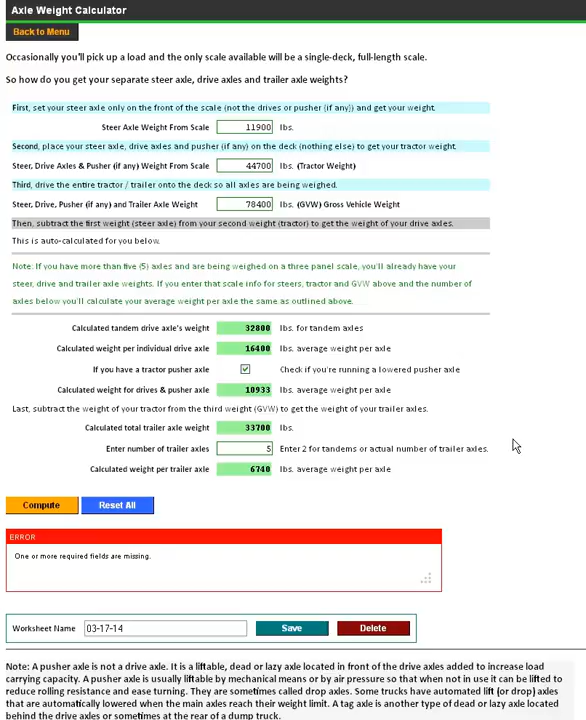 Axle Weight Calculator
Back to Menu
Occasionally you'll pick up a load and the only scale available will be a single-deck, full-length scale.
So how do you get your separate steer axle, drive axles and trailer axle weights?
First, set your steer axle only on the front of the scale (not the drives or pusher (if any)) and get your weight.
Steer Axle Weight From Scale 11900 lbs.
Second, place your steer axle, drive axles and pusher (if any) on the deck (nothing else) to get your tractor weight.
Steer, Drive Axles & Pusher (if any) Weight From Scale 44700 lbs. (Tractor Weight)
Third, drive the entire tractor / trailer onto the deck so all axles are being weighed.
Steer, Drive, Pusher (if any) and Trailer Axle Weight 78400 lbs. (GVW) Gross Vehicle Weight
Then, subtract the first weight (steer axle) from your second weight (tractor) to get the weight of your drive axles.
This is auto-calculated for you below.
Note: If you have more than five (5) axles and are being weighed on a three panel scale, you'll already have your
steer, drive and trailer axle weights. If you enter that scale info for steers, tractor and GVW above and the number of
axles below you'll calculate your average weight per axle the same as outlined above.
Calculated tandem drive axle's weight 32800 lbs. for tandem axles
Calculated weight per individual drive axle 16400 lbs. average weight per axle
If you have a tractor pusher axle Check if you're running a lowered pusher axle
Calculated weight for drives & pusher axle 10933 lbs. average weight per axle
Last, subtract the weight of your tractor from the third weight (GVW) to get the weight of your trailer axles.
Calculated total trailer axle weight 33700 lbs.
Enter number of trailer axles 5 Enter 2 for tandems or actual number of trailer axles.
Calculated weight per trailer axle 6740 lbs. average weight per axle
Compute Reset All
ERROR
One or more required fields are missing.
Worksheet Name 03-17-14 Save Delete
Note: A pusher axle is not a drive axle. It is a liftable, dead or lazy axle located in front of the drive axles added to increase load
carrying capacity. A pusher axle is usually liftable by mechanical means or by air pressure so that when not in use it can be lifted to
reduce rolling resistance and ease turning. They are sometimes called drop axles. Some trucks have automated lift (or drop) axles
that are automatically lowered when the main axles reach their weight limit. A tag axle is another type of dead or lazy axle located
behind the drive axles or sometimes at the rear of a dump truck.